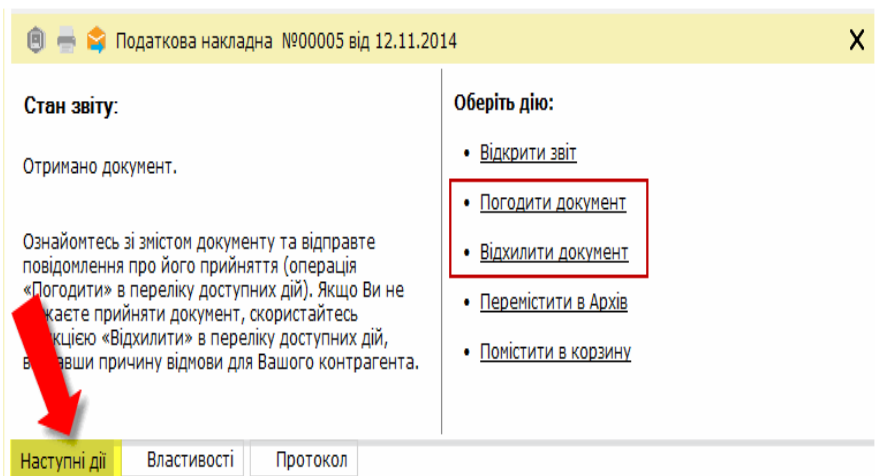 Податкова накладна №00005 від 12.11.2014
X
Стан звіту:
Отримано документ.
Ознайомтесь зі змістом документу та відправте
повідомлення про його прийняття (операція
«Погодити» в переліку доступних дій). Якщо Ви не
прийняти документ, скористайтесь
«Відхилити» в переліку доступних дій,
причину відмови для Вашого контрагента.
Оберіть дію:
• Відкрити звіт
• Погодити документ
• Відхилити документ
• Перемістити в Архів
• Помістити в корзину
Наступні дії
Властивості
Протокол